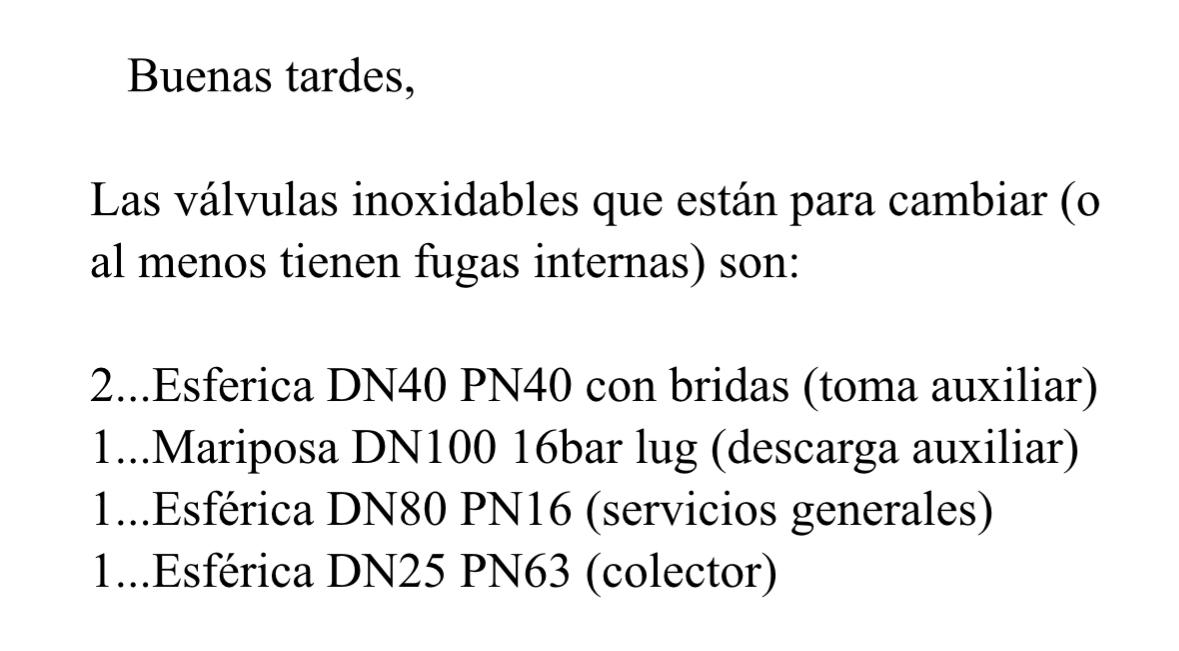 Buenas tardes,
Las válvulas inoxidables que están para cambiar (o
al menos tienen fugas internas) son:
2...Esferica DN40 PN40 con bridas (toma auxiliar)
1...Mariposa DN100 16bar lug (descarga auxiliar)
1...Esférica DN80 PN16 (servicios generales)
1...Esférica DN25 PN63 (colector)